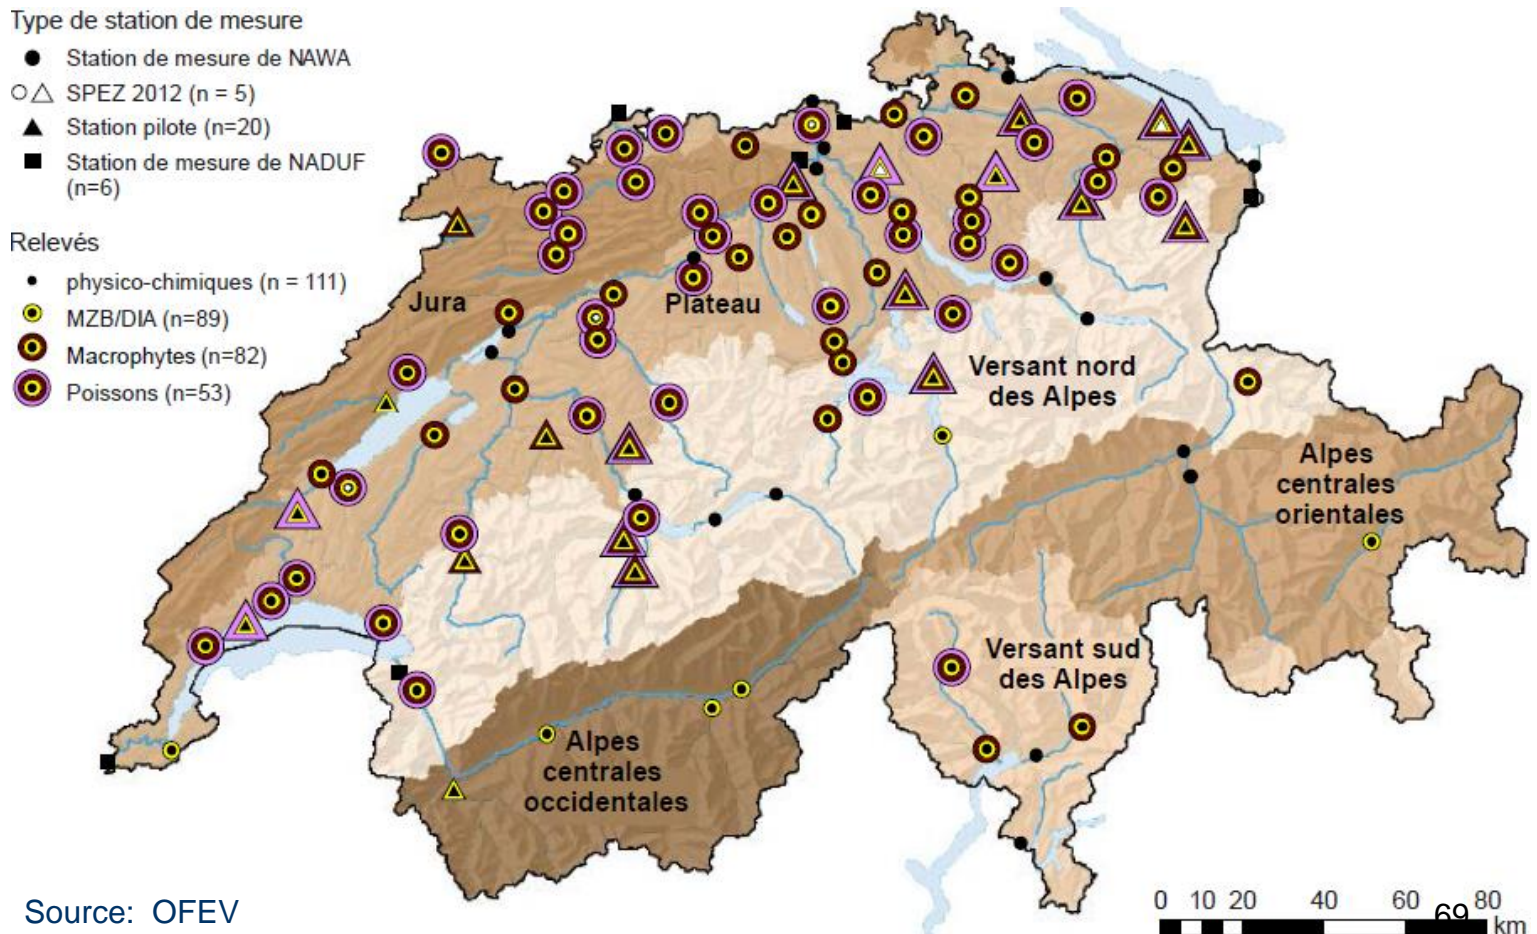 Type de station de mesure
Station de mesure de NAWA
SPEZ 2012 (n = 5)
Station pilote (n=20)
Station de mesure de NADUF
(n=6)
Relevés
physico-chimiques (n = 111)
MZB/DIA (n=89)
Macrophytes (n=82)
Poissons (n=53)
Jura
Plateau
Versant nord
des Alpes
Alpes
centrales
orientales
Versant sud
des Alpes
Alpes
centrales
occidentales
Source: OFEV
0 10 20 40 60 80
69
km